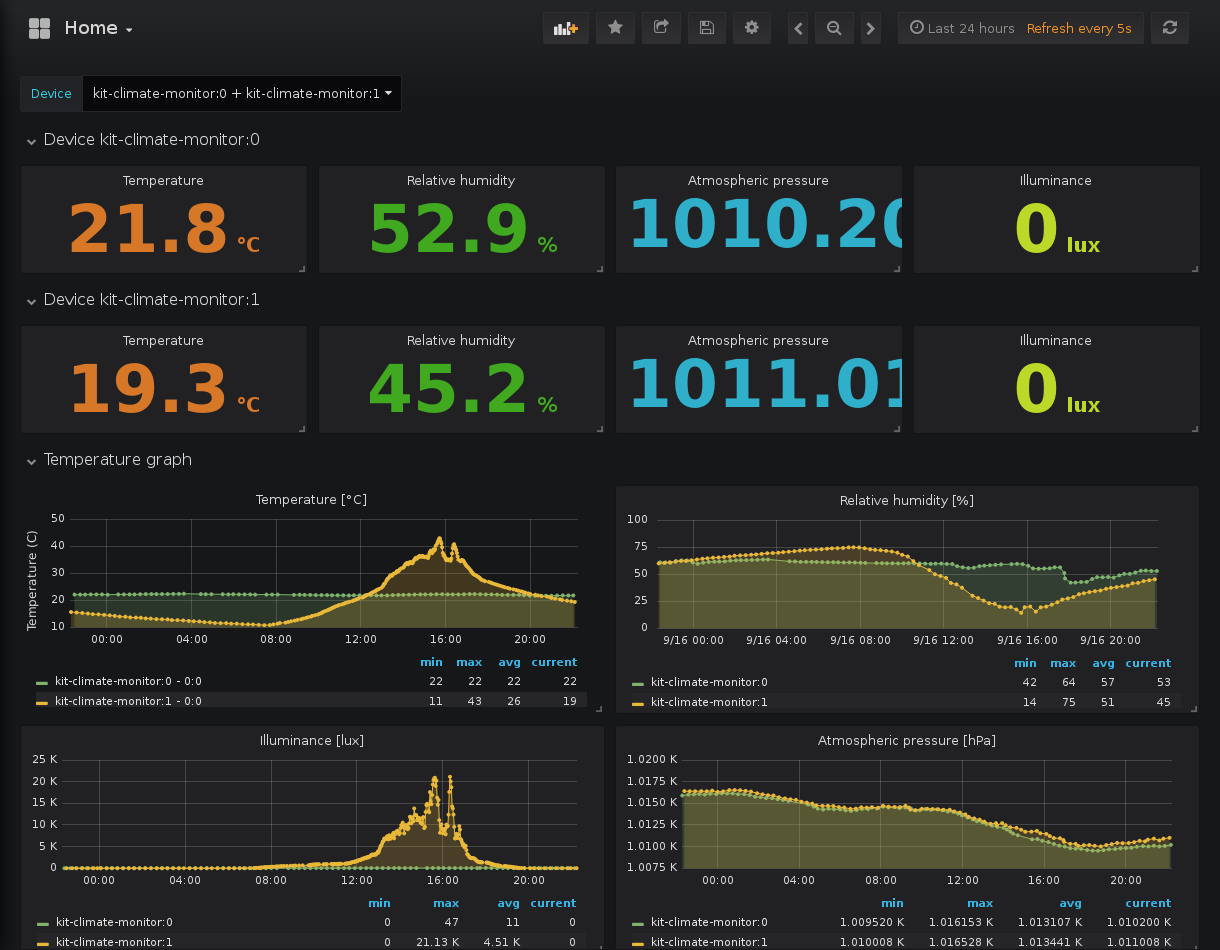 Home
Last 24 hours Refresh every 5s
Device kit-climate-monitor:0 + kit-climate-monitor:1
Device kit-climate-monitor:0
Temperature Relative humidity Atmospheric pressure Illuminance
21.8 °C 52.9 % 1010.20 0 lux
Device kit-climate-monitor:1
Temperature Relative humidity Atmospheric pressure Illuminance
19.3 °C 45.2 % 1011.01 0 lux
Temperature graph
Temperature [°C]
Temperature (C)
50
40
30
20
10
00:00 04:00 08:00 12:00 16:00 20:00
min max avg current
kit-climate-monitor:0 - 0:0 22 22 22 22
kit-climate-monitor:1 - 0:0 11 43 26 19
Relative humidity [%]
100
75
50
25
0
9/16 00:00 9/16 04:00 9/16 08:00 9/16 12:00 9/16 16:00 9/16 20:00
min max avg current
kit-climate-monitor:0 42 64 57 53
kit-climate-monitor:1 14 75 51 45
Illuminance [lux]
25 K
20 K
15 K
10 K
5 K
0
00:00 04:00 08:00 12:00 16:00 20:00
min max avg current
kit-climate-monitor:0 0 47 11 0
kit-climate-monitor:1 0 21.13 K 4.51 K 0
Atmospheric pressure [hPa]
1.0200 K
1.0175 K
1.0150 K
1.0125 K
1.0100 K
1.0075 K
00:00 04:00 08:00 12:00 16:00 20:00
min max avg current
kit-climate-monitor:0 1.009520 K 1.016153 K 1.013107 K 1.010200 K
kit-climate-monitor:1 1.010008 K 1.016528 K 1.013441 K 1.011008 K